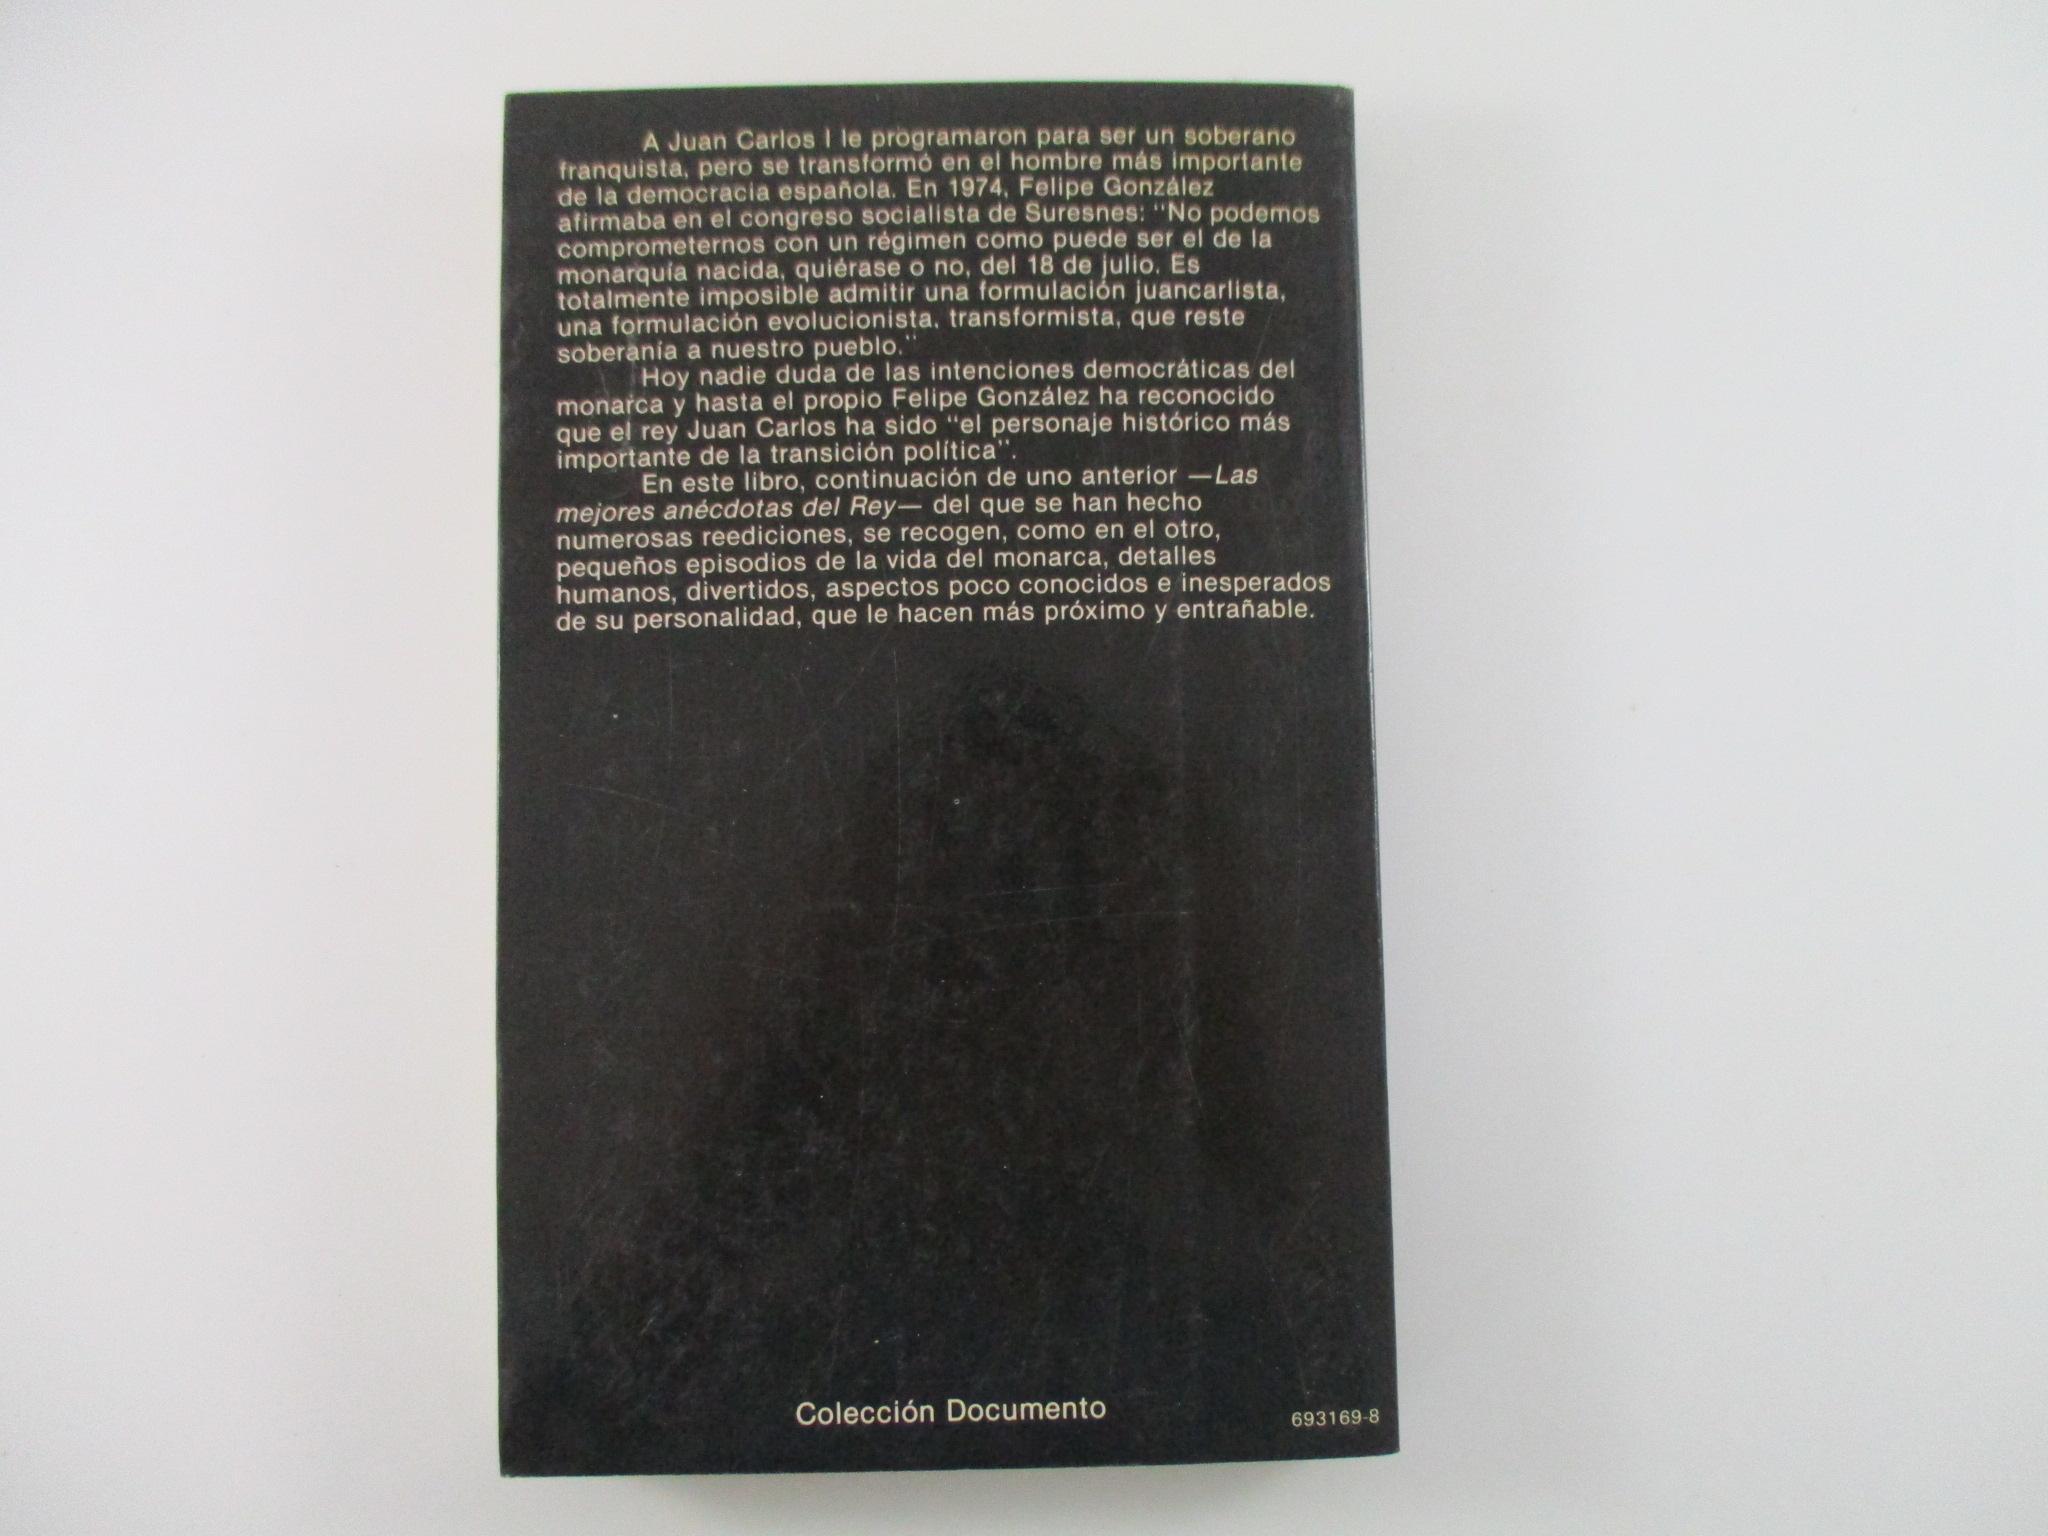 A Juan Carlos I le programaron para ser un soberano
franquista, pero se transformó en el hombre más importante
de la democracia española. En 1974, Felipe González
afirmaba en el congreso socialista de Suresnes: "No podemos
comprometernos con un régimen como puede ser el de la
monarquía nacida, quiérase o no, del 18 de julio. Es
totalmente imposible admitir una formulación juancarlista,
una formulación evolucionista, transformista, que reste
soberanía a nuestro pueblo."
Hoy nadie duda de las intenciones democráticas del
monarca y hasta el propio Felipe González ha reconocido
que el rey Juan Carlos ha sido "el personaje histórico más
importante de la transición política".
En este libro, continuación de uno anterior —Las
mejores anécdotas del Rey— del que se han hecho
numerosas reediciones, se recogen, como en el otro,
pequeños episodios de la vida del monarca, detalles
humanos, divertidos, aspectos poco conocidos e inesperados
de su personalidad, que le hacen más próximo y entrañable.
Colección Documento
693169-8